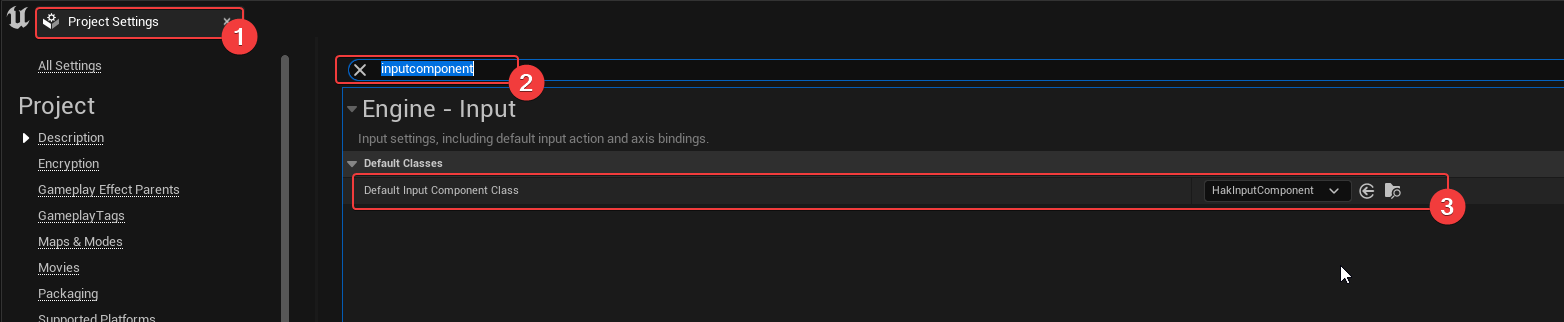 Project Settings
1
All Settings
Project
Description
Encryption
Gameplay Effect Parents
GameplayTags
Maps & Modes
Movies
Packaging
Supported Platforms
inputcomponent
2
Engine - Input
Input settings, including default input action and axis bindings.
Default Classes
Default Input Component Class
HakInputComponent
3